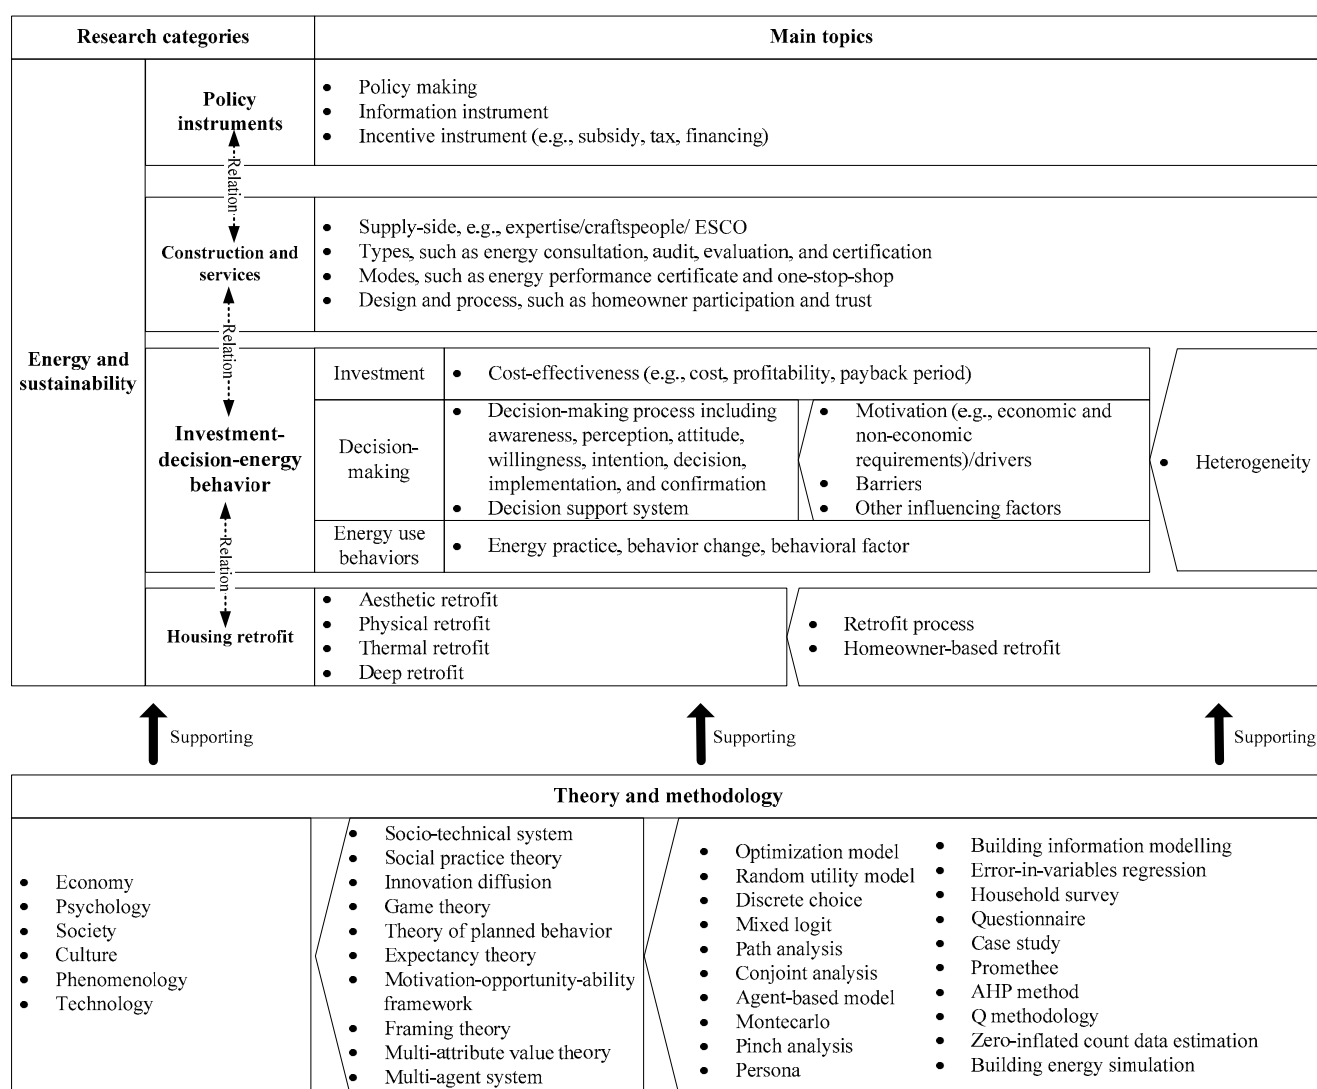 Research categories
Main topics
Energy and
sustainability
Policy
instruments
• Policy making
• Information instrument
• Incentive instrument (e.g., subsidy, tax, financing)
Relation
Construction and
services
• Supply-side, e.g., expertise/craftspeople/ ESCO
• Types, such as energy consultation, audit, evaluation, and certification
• Modes, such as energy performance certificate and one-stop-shop
• Design and process, such as homeowner participation and trust
Relation
Investment-
decision-energy
behavior
Investment
• Cost-effectiveness (e.g., cost, profitability, payback period)
Decision-
making
• Decision-making process including
awareness, perception, attitude,
willingness, intention, decision,
implementation, and confirmation
• Decision support system
• Motivation (e.g., economic and
non-economic
requirements)/drivers
• Barriers
• Other influencing factors
Energy use
behaviors
• Energy practice, behavior change, behavioral factor
• Heterogeneity
Relation
Housing retrofit
• Aesthetic retrofit
• Physical retrofit
• Thermal retrofit
• Deep retrofit
• Retrofit process
• Homeowner-based retrofit
Supporting
Supporting
Supporting
Theory and methodology
• Economy
• Psychology
• Society
• Culture
• Phenomenology
• Technology
• Socio-technical system
• Social practice theory
• Innovation diffusion
• Game theory
• Theory of planned behavior
• Expectancy theory
• Motivation-opportunity-ability
framework
• Framing theory
• Multi-attribute value theory
• Multi-agent system
• Optimization model
• Random utility model
• Discrete choice
• Mixed logit
• Path analysis
• Conjoint analysis
• Agent-based model
• Montecarlo
• Pinch analysis
• Persona
• Building information modelling
• Error-in-variables regression
• Household survey
• Questionnaire
• Case study
• Promethee
• AHP method
• Q methodology
• Zero-inflated count data estimation
• Building energy simulation